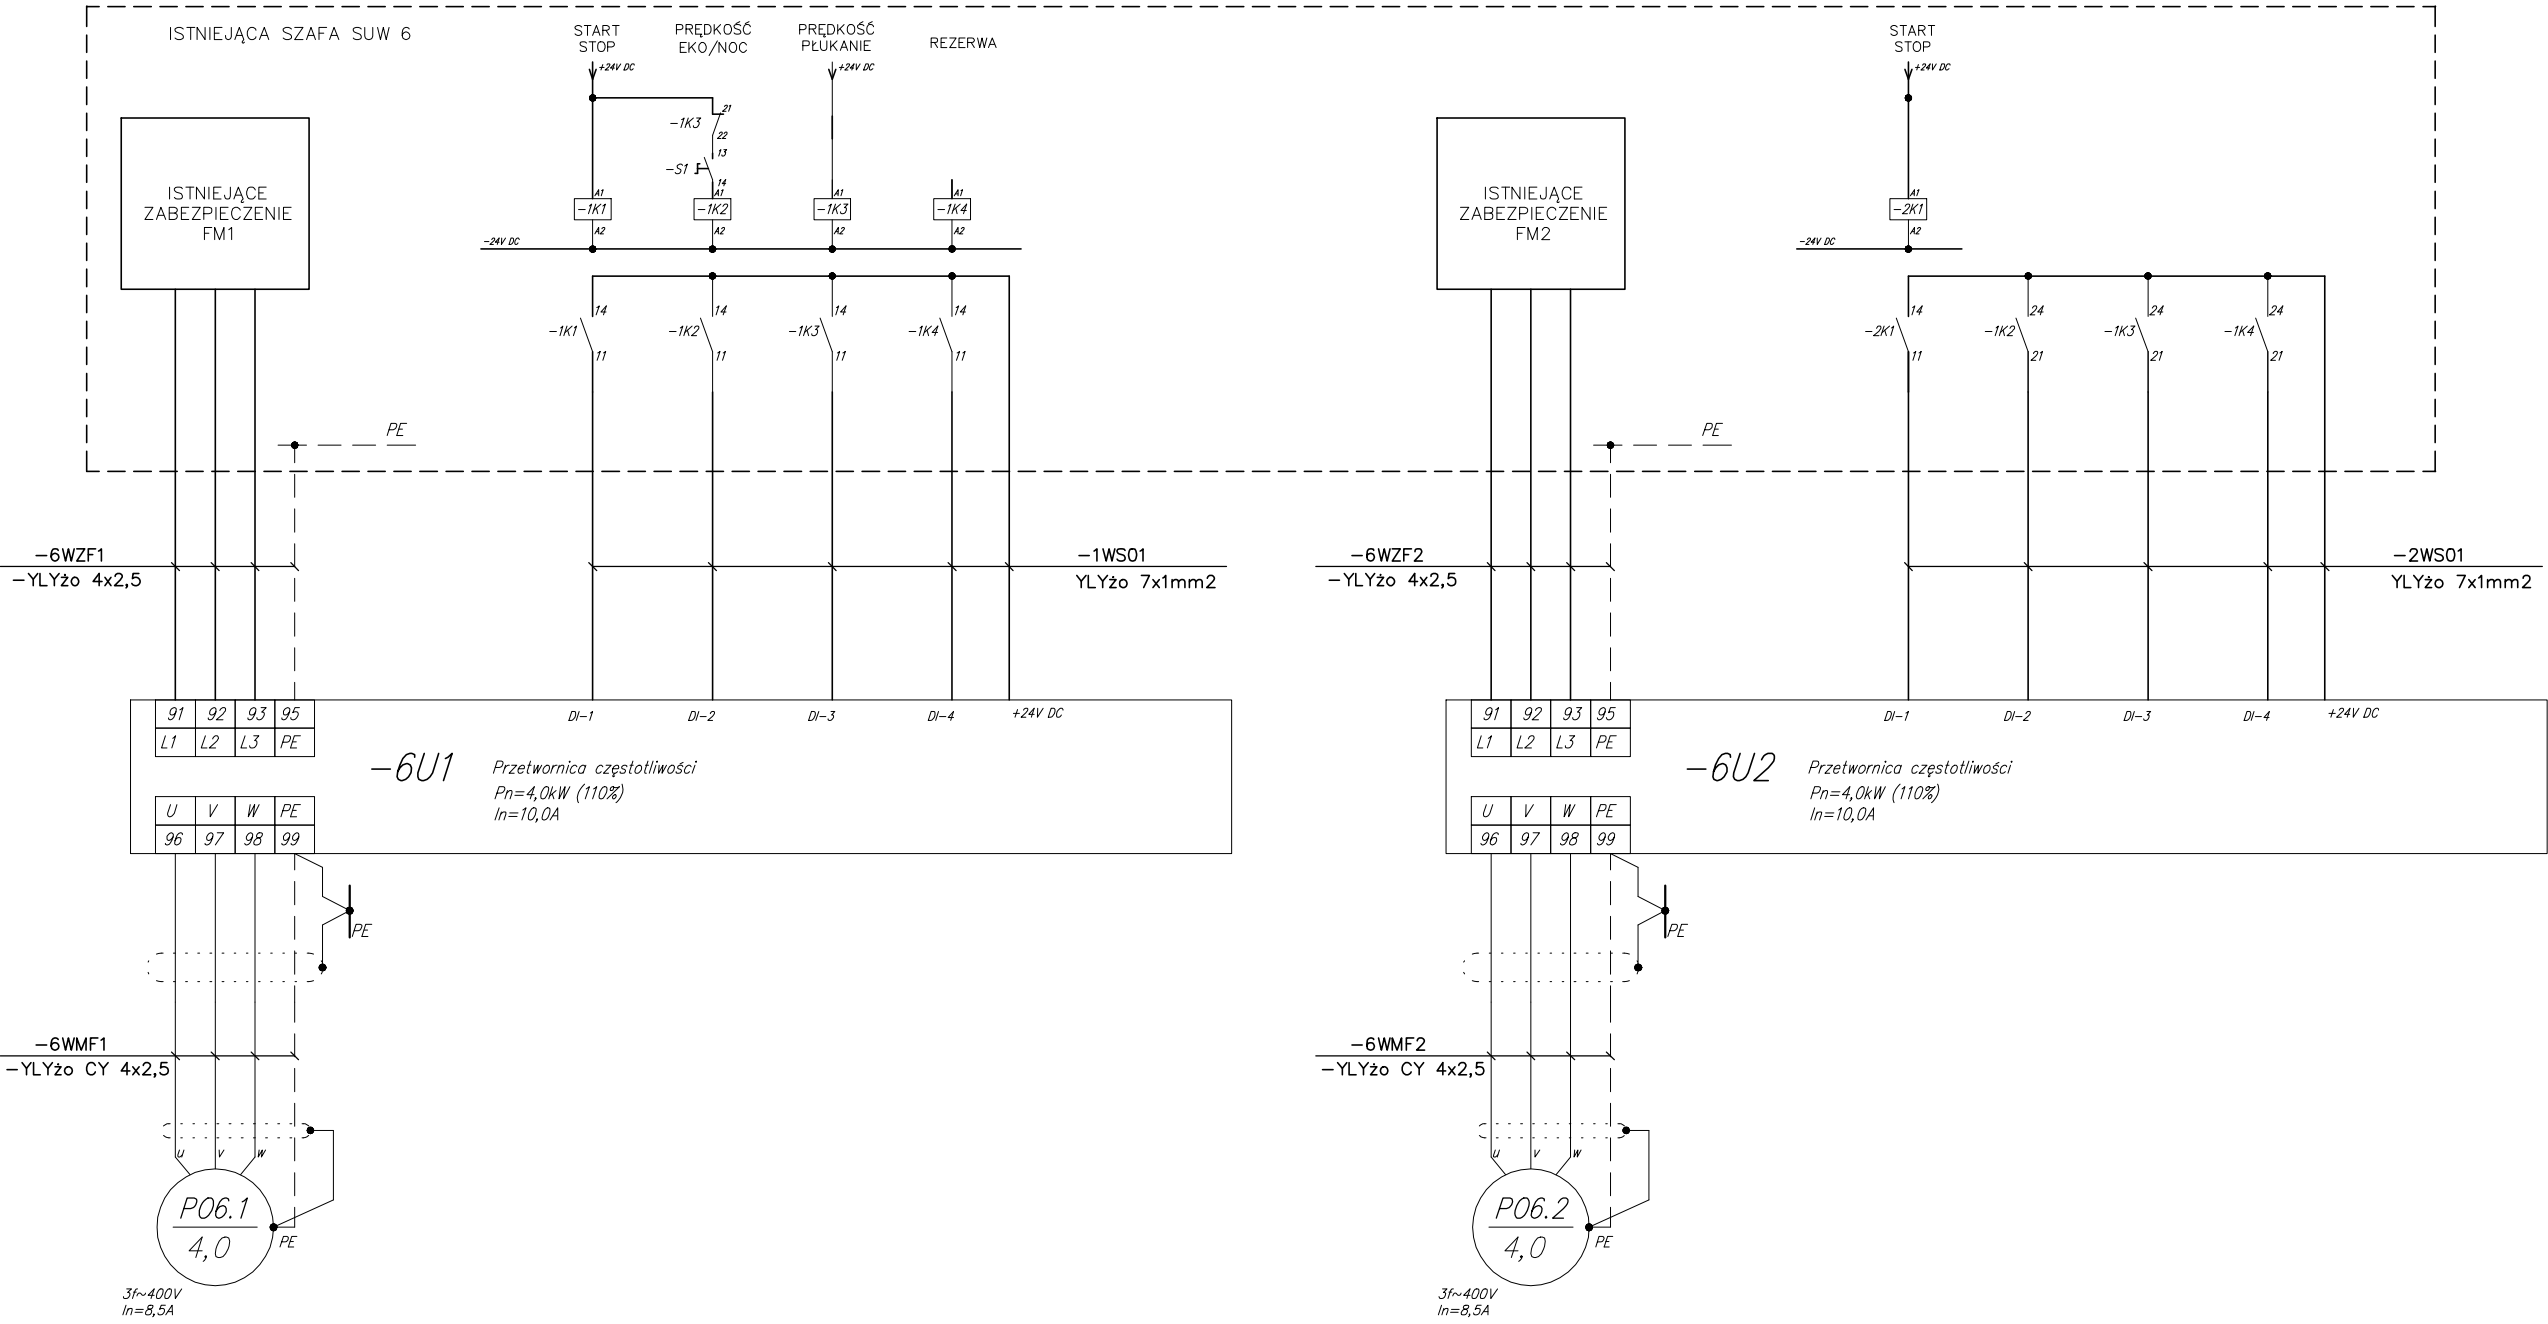 ISTNIEJĄCA SZAFA SUW 6
START
STOP
PRĘDKOŚĆ
EKO/NOC
PRĘDKOŚĆ
PŁUKANIE
REZERWA
+24V DC
+24V DC
21
-1K3
22
13
-S1
14
A1
A1
A1
A1
-1K1
-1K2
-1K3
-1K4
A2
A2
A2
A2
-24V DC
ISTNIEJĄCE
ZABEZPIECZENIE
FM1
14
14
14
14
-1K1
-1K2
-1K3
-1K4
11
11
11
11
PE
-6WZF1
-YLYżo 4x2,5
-1WS01
YLYżo 7x1mm2
91 92 93 95
L1 L2 L3 PE
DI-1
DI-2
DI-3
DI-4
+24V DC
-6U1
Przetwornica częstotliwości
Pn=4,0kW (110%)
In=10,0A
U V W PE
96 97 98 99
PE
-6WMF1
-YLYżo CY 4x2,5
U V W
P06.1
4,0
PE
3f~400V
In=8,5A
START
STOP
+24V DC
A1
-2K1
A2
-24V DC
ISTNIEJĄCE
ZABEZPIECZENIE
FM2
14
24
24
24
-2K1
-1K2
-1K3
-1K4
11
21
21
21
PE
-6WZF2
-YLYżo 4x2,5
-2WS01
YLYżo 7x1mm2
91 92 93 95
L1 L2 L3 PE
DI-1
DI-2
DI-3
DI-4
+24V DC
-6U2
Przetwornica częstotliwości
Pn=4,0kW (110%)
In=10,0A
U V W PE
96 97 98 99
PE
-6WMF2
-YLYżo CY 4x2,5
U V W
P06.2
4,0
PE
3f~400V
In=8,5A